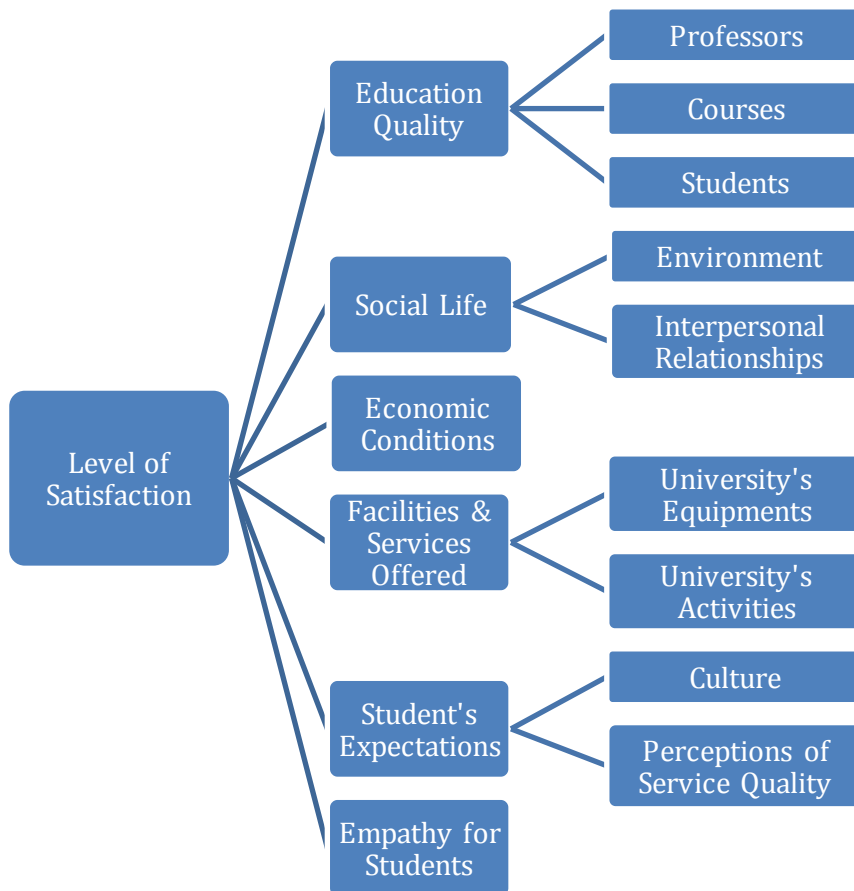 Level of
Satisfaction
Education
Quality
Professors
Courses
Students
Social Life
Environment
Interpersonal
Relationships
Economic
Conditions
Facilities &
Services
Offered
University's
Equipments
University's
Activities
Student's
Expectations
Culture
Perceptions of
Service Quality
Empathy for
Students